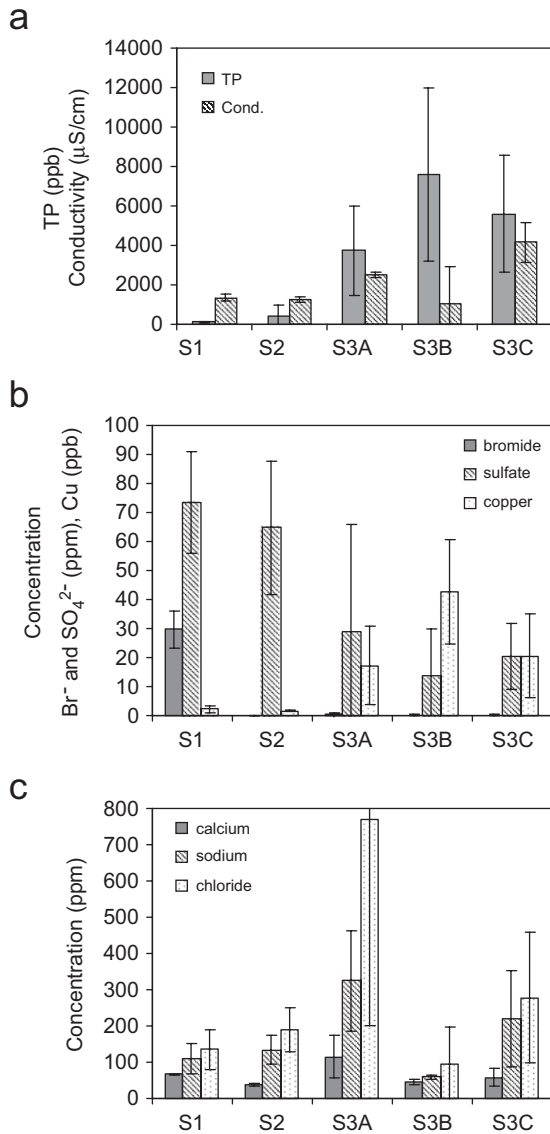 a
14000
12000
10000
8000
6000
4000
2000
0
TP (ppb)
Conductivity (μS/cm)
TP
Cond.
S1 S2 S3A S3B S3C
b
100
90
80
70
60
50
40
30
20
10
0
Concentration
Br⁻ and SO₄²⁻ (ppm), Cu (ppb)
bromide
sulfate
copper
S1 S2 S3A S3B S3C
c
800
700
600
500
400
300
200
100
0
Concentration (ppm)
calcium
sodium
chloride
S1 S2 S3A S3B S3C